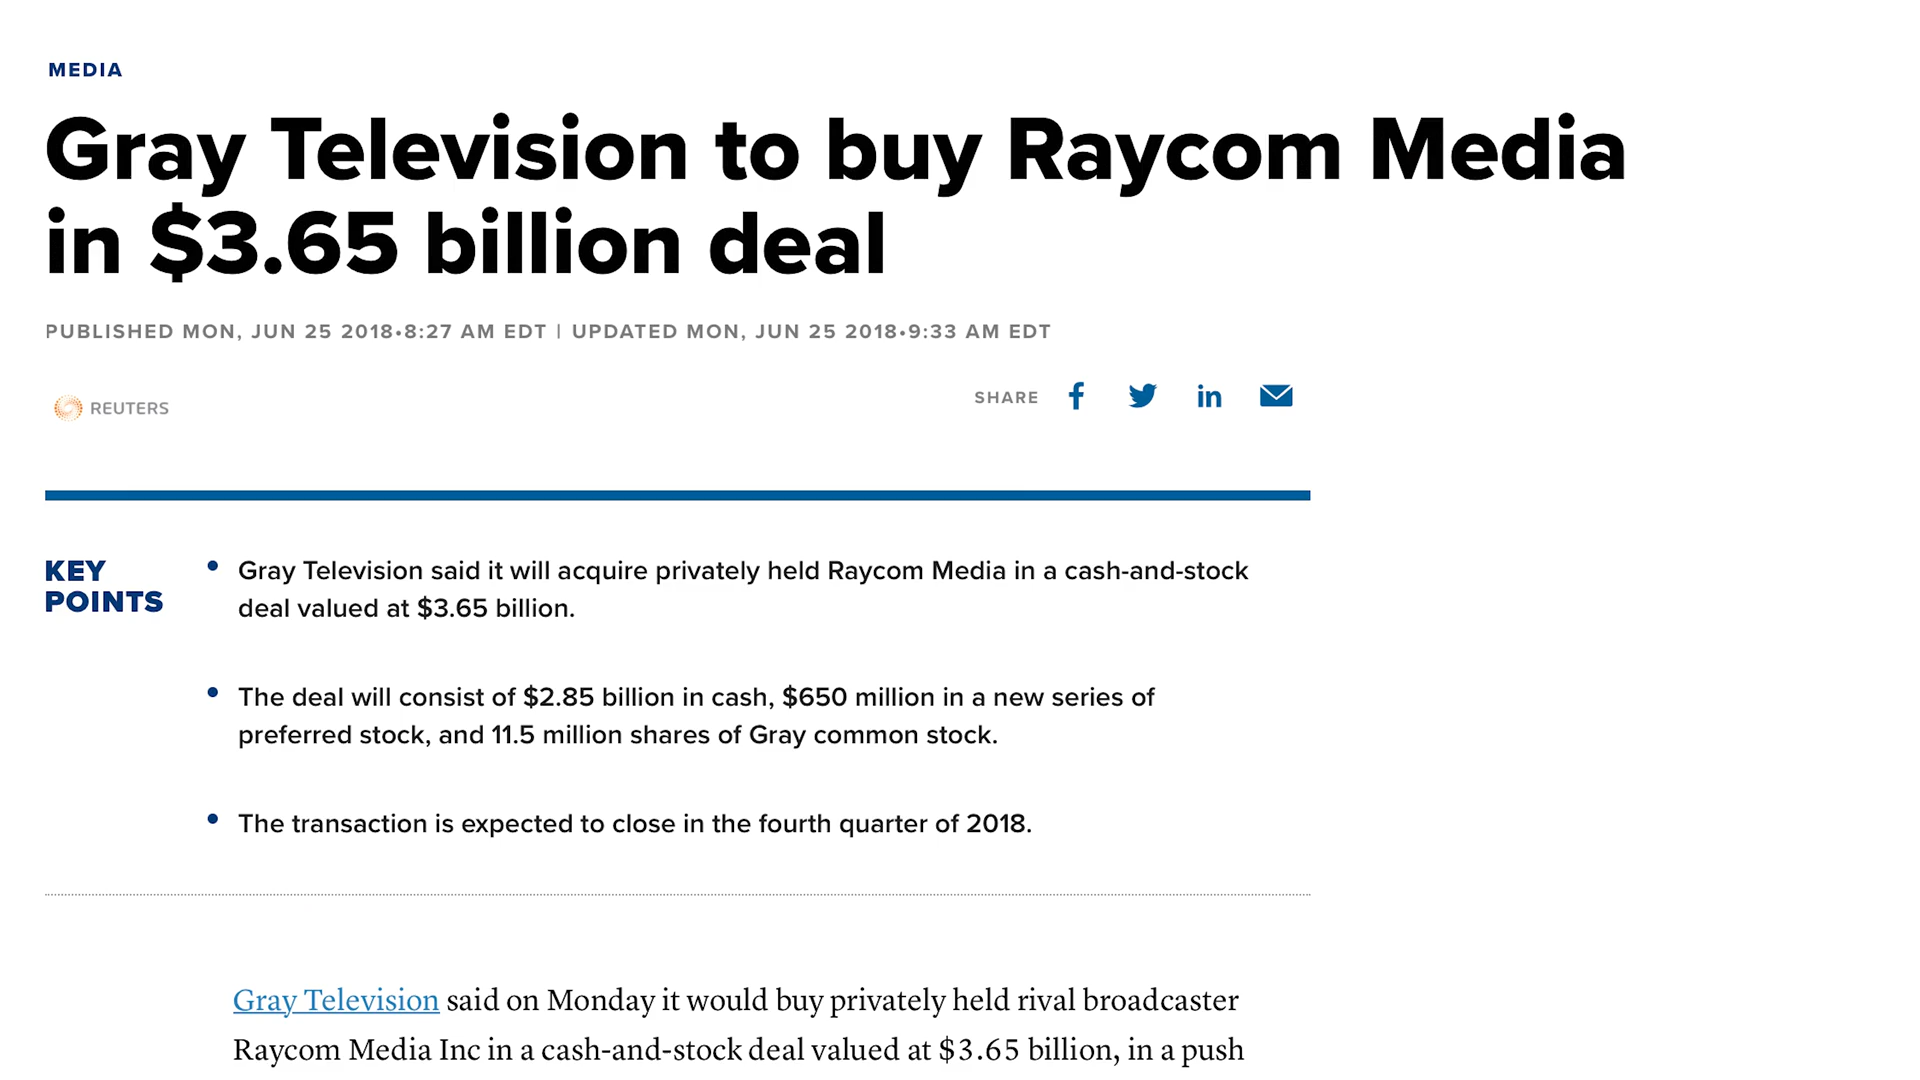 MEDIA
Gray Television to buy Raycom Media
in $3.65 billion deal
PUBLISHED MON, JUN 25 2018•8:27 AM EDT | UPDATED MON, JUN 25 2018•9:33 AM EDT
REUTERS
SHARE
KEY
POINTS
• Gray Television said it will acquire privately held Raycom Media in a cash-and-stock
deal valued at $3.65 billion.
• The deal will consist of $2.85 billion in cash, $650 million in a new series of
preferred stock, and 11.5 million shares of Gray common stock.
• The transaction is expected to close in the fourth quarter of 2018.
Gray Television said on Monday it would buy privately held rival broadcaster
Raycom Media Inc in a cash-and-stock deal valued at $3.65 billion, in a push